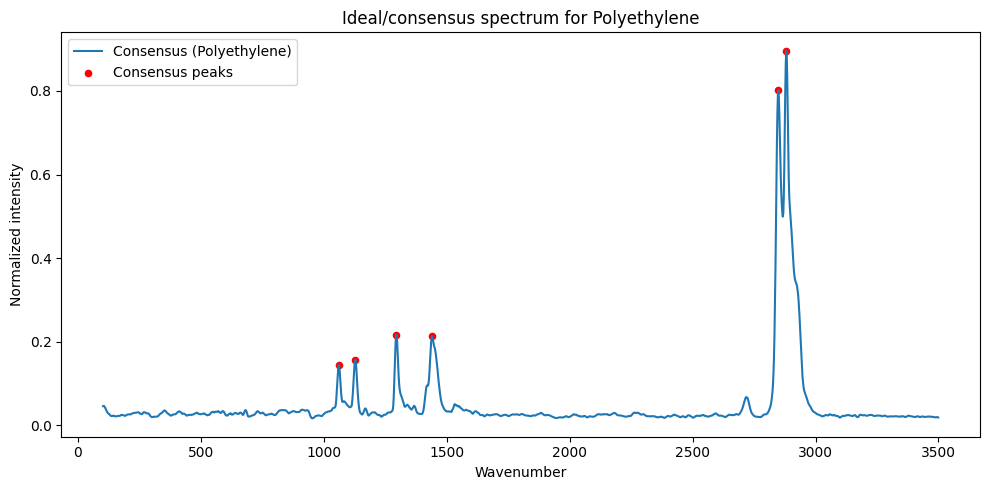 Ideal/consensus spectrum for Polyethylene
Consensus (Polyethylene)
Consensus peaks
Normalized intensity
0.8
0.6
0.4
0.2
0.0
0 500 1000 1500 2000 2500 3000 3500
Wavenumber